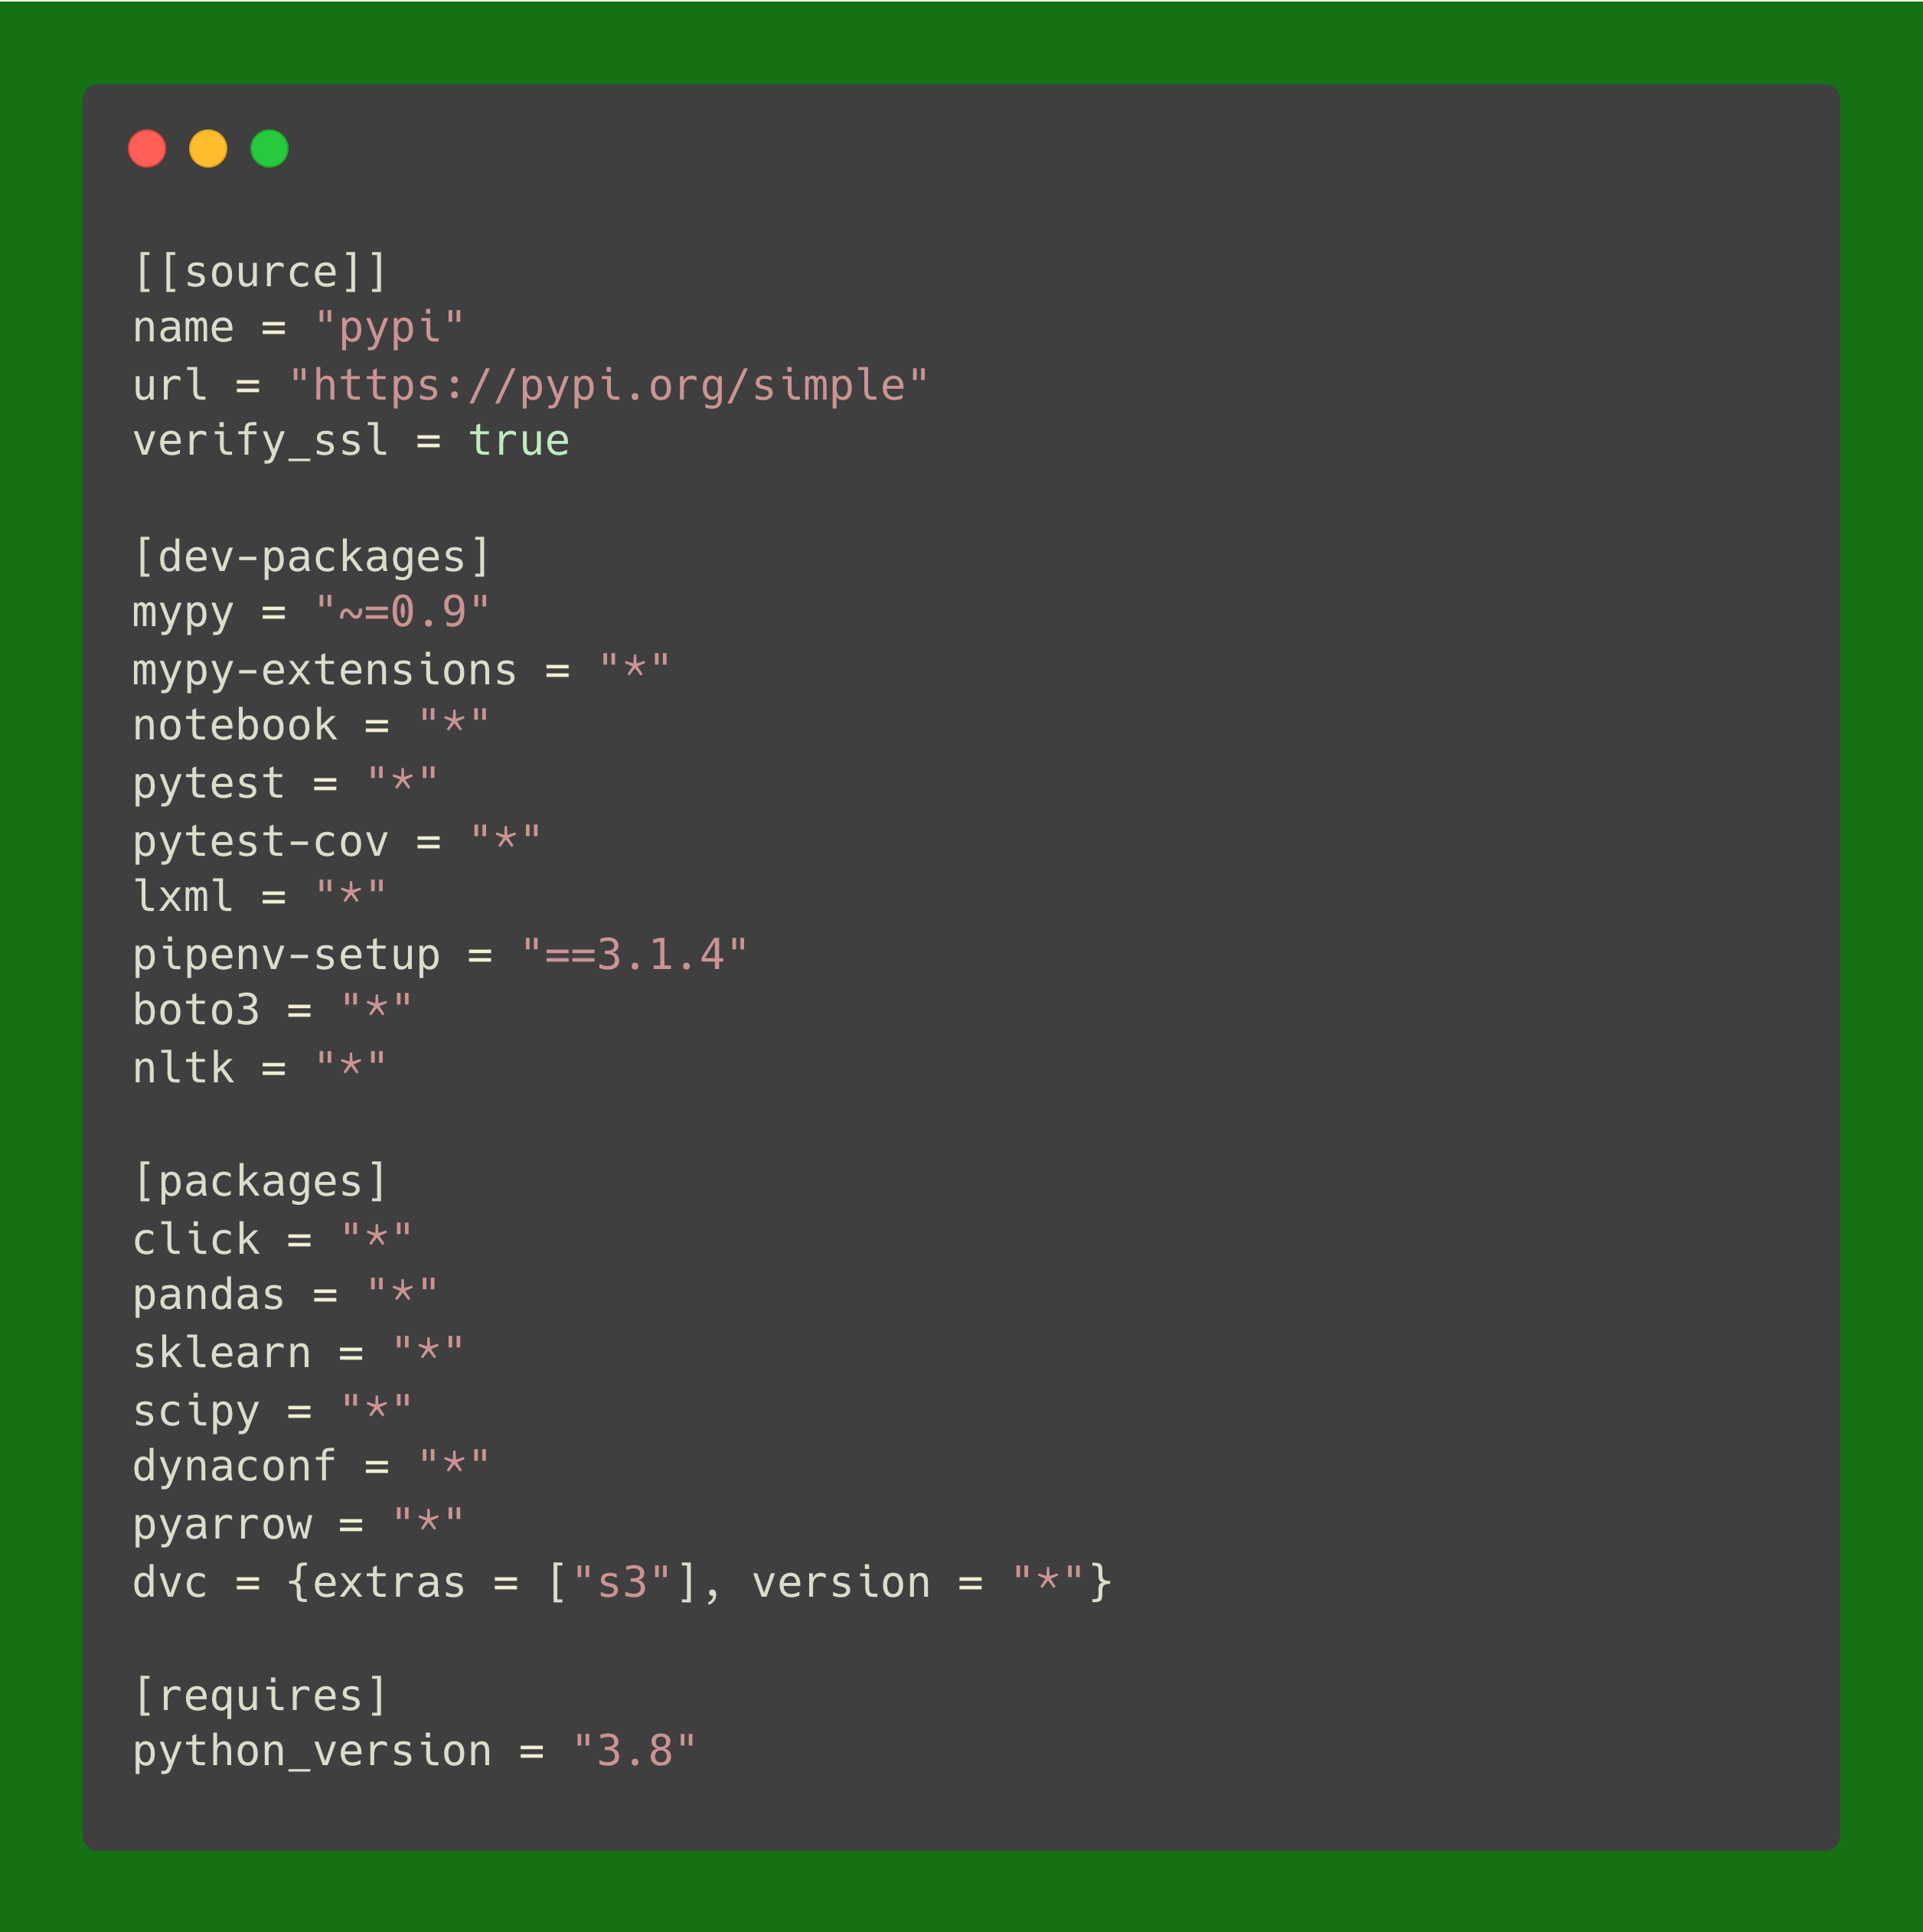 [[source]]
name = "pypi"
url = "https://pypi.org/simple"
verify_ssl = true

[dev-packages]
mypy = "~=0.9"
mypy-extensions = "*"
notebook = "*"
pytest = "*"
pytest-cov = "*"
lxml = "*"
pipenv-setup = "==3.1.4"
boto3 = "*"
nltk = "*"

[packages]
click = "*"
pandas = "*"
sklearn = "*"
scipy = "*"
dynaconf = "*"
pyarrow = "*"
dvc = {extras = ["s3"], version = "*"}

[requires]
python_version = "3.8"